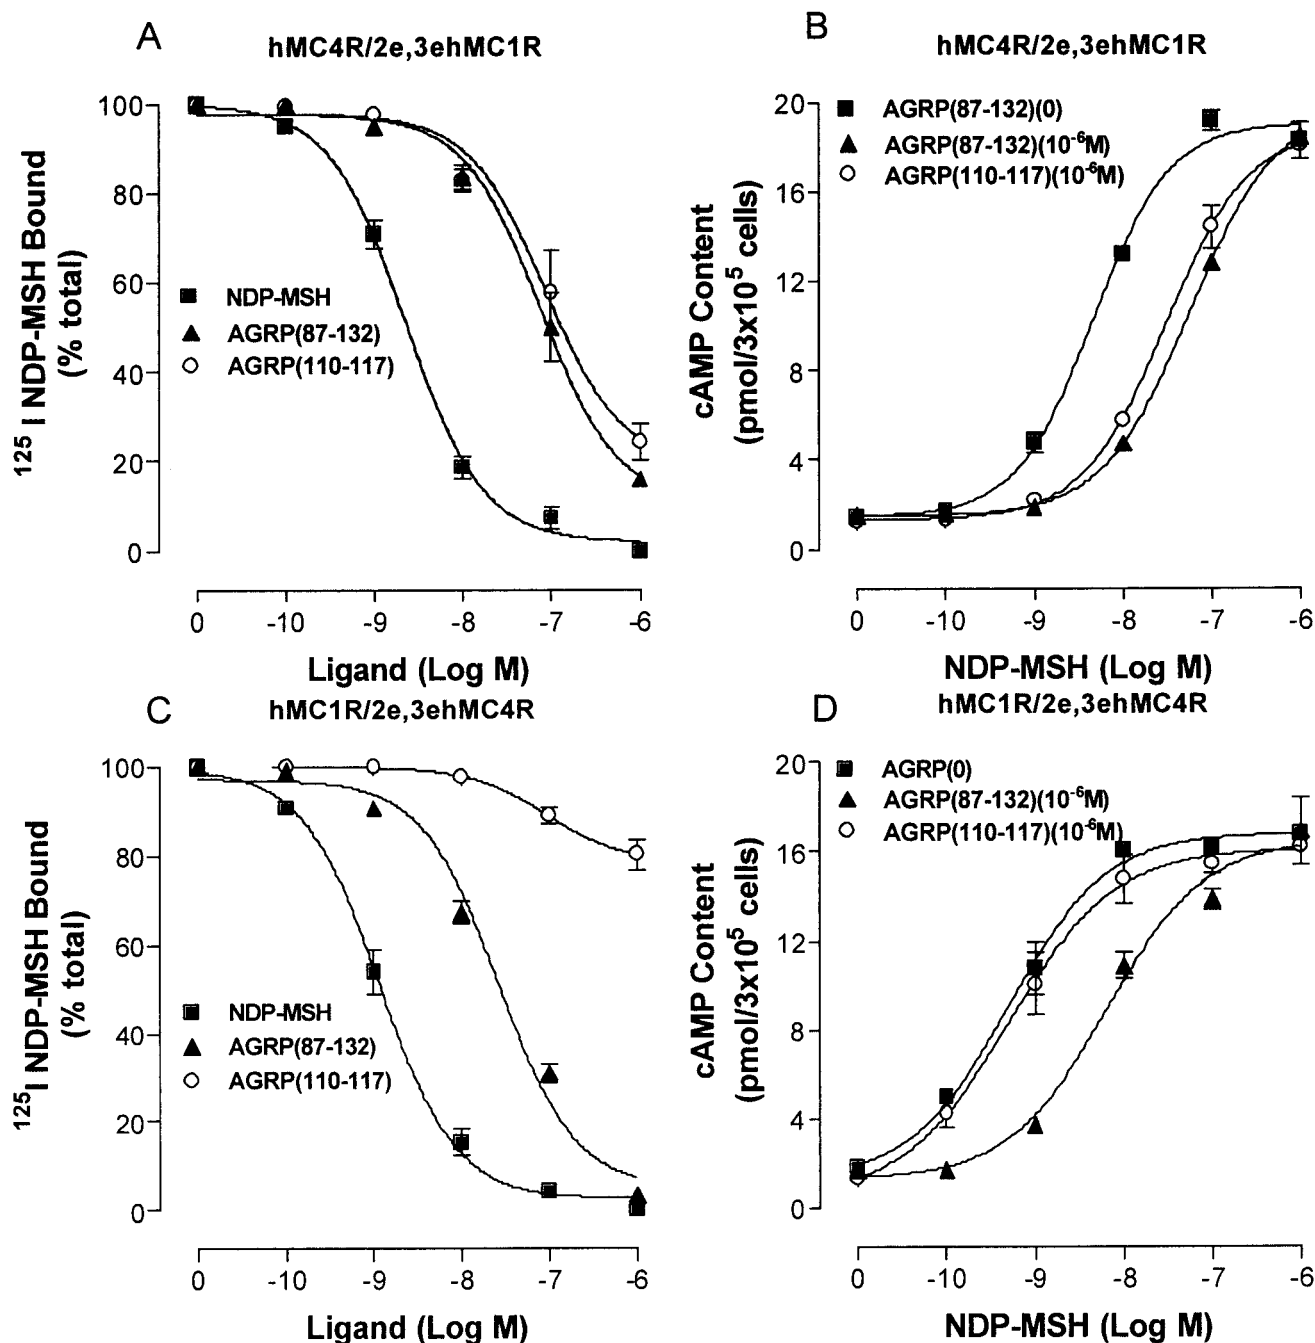 A
hMC4R/2e,3ehMC1R
100
80
60
40
20
0
¹²⁵I NDP-MSH Bound
(% total)
NDP-MSH
AGRP(87-132)
AGRP(110-117)
0 -10 -9 -8 -7 -6
Ligand (Log M)
B
hMC4R/2e,3ehMC1R
20
16
12
8
4
0
cAMP Content
(pmol/3x10⁵ cells)
AGRP(87-132)(0)
AGRP(87-132)(10⁻⁶M)
AGRP(110-117)(10⁻⁶M)
0 -10 -9 -8 -7 -6
NDP-MSH (Log M)
C
hMC1R/2e,3ehMC4R
100
80
60
40
20
0
¹²⁵I NDP-MSH Bound
(% total)
NDP-MSH
AGRP(87-132)
AGRP(110-117)
0 -10 -9 -8 -7 -6
Ligand (Log M)
D
hMC1R/2e,3ehMC4R
20
16
12
8
4
0
cAMP Content
(pmol/3x10⁵ cells)
AGRP(0)
AGRP(87-132)(10⁻⁶M)
AGRP(110-117)(10⁻⁶M)
0 -10 -9 -8 -7 -6
NDP-MSH (Log M)